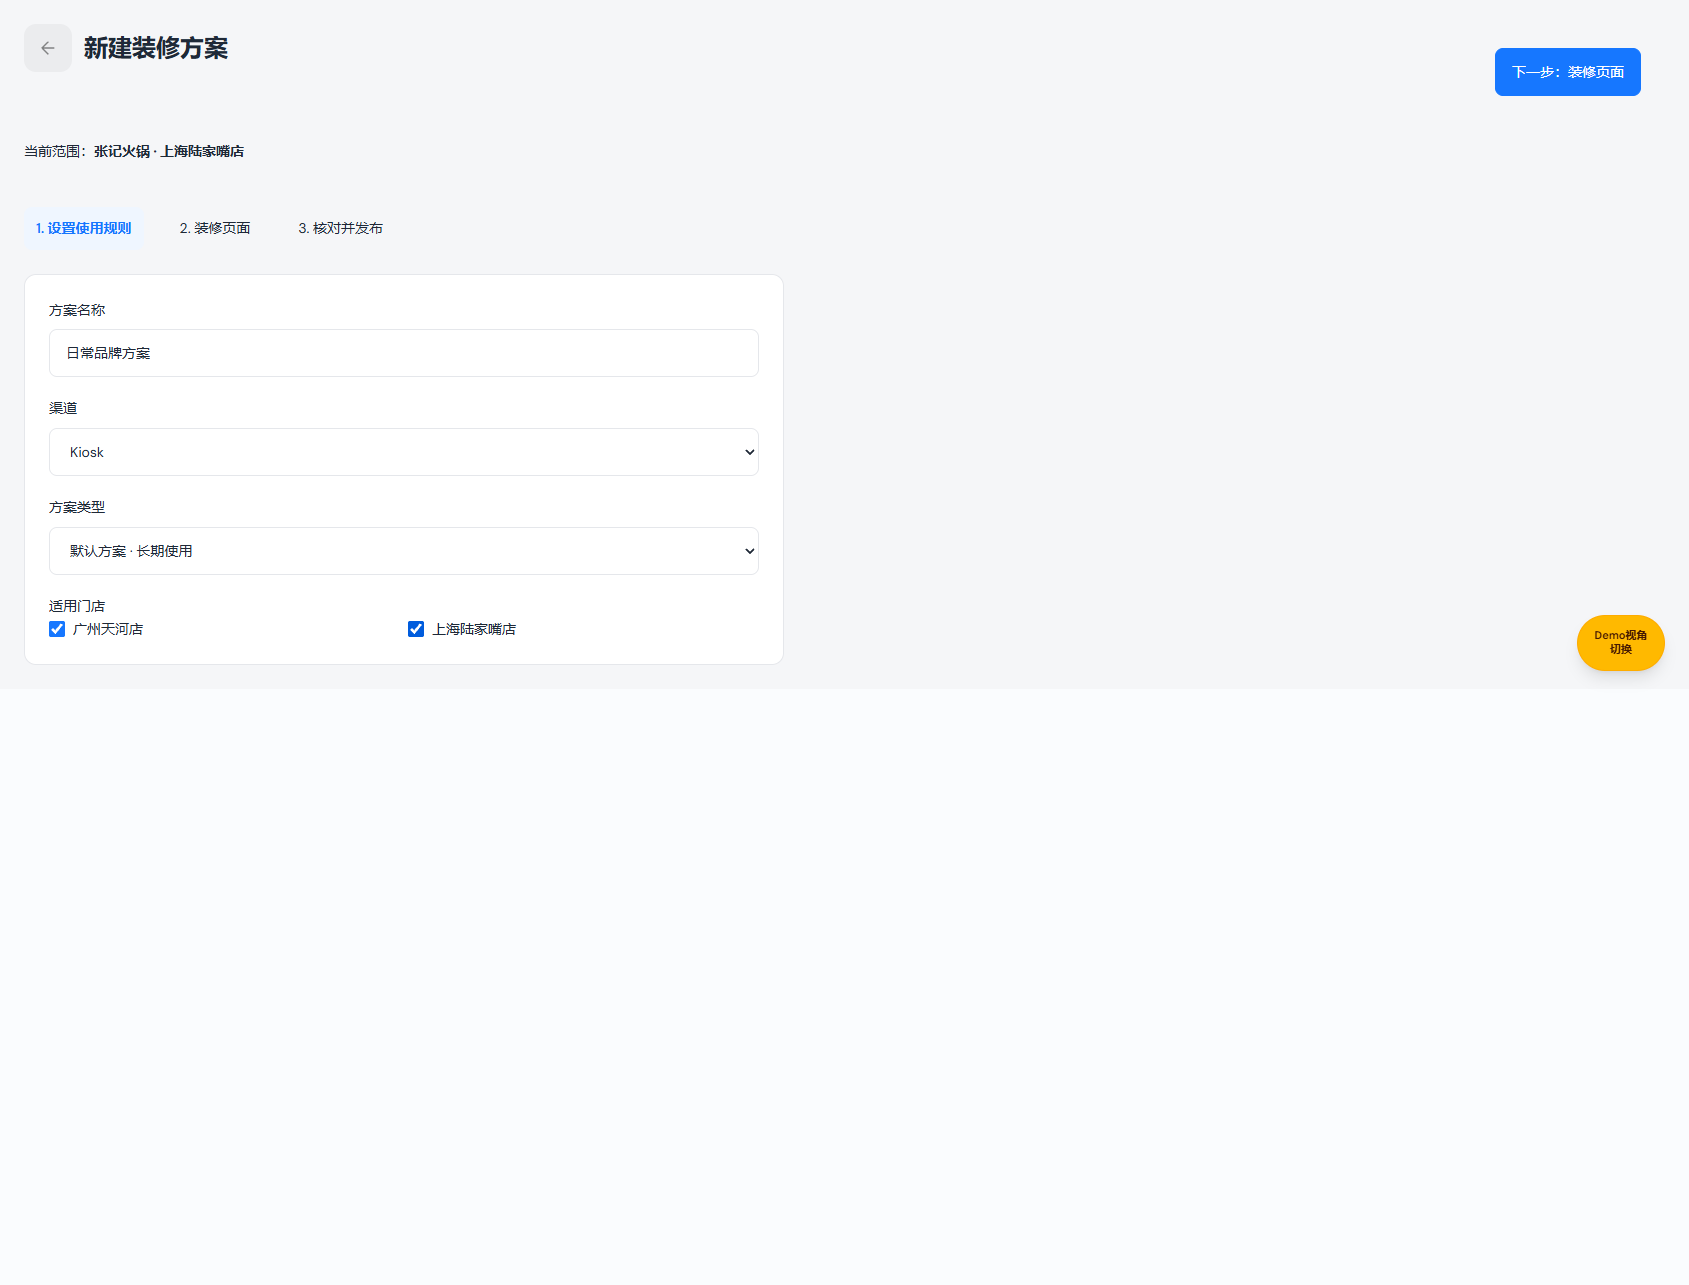 新建装修方案
下一步：装修页面
当前范围：张记火锅 · 上海陆家嘴店
1. 设置使用规则
2. 装修页面
3. 核对并发布
方案名称
日常品牌方案
渠道
Kiosk
方案类型
默认方案 · 长期使用
适用门店
广州天河店
上海陆家嘴店
Demo视角
切换